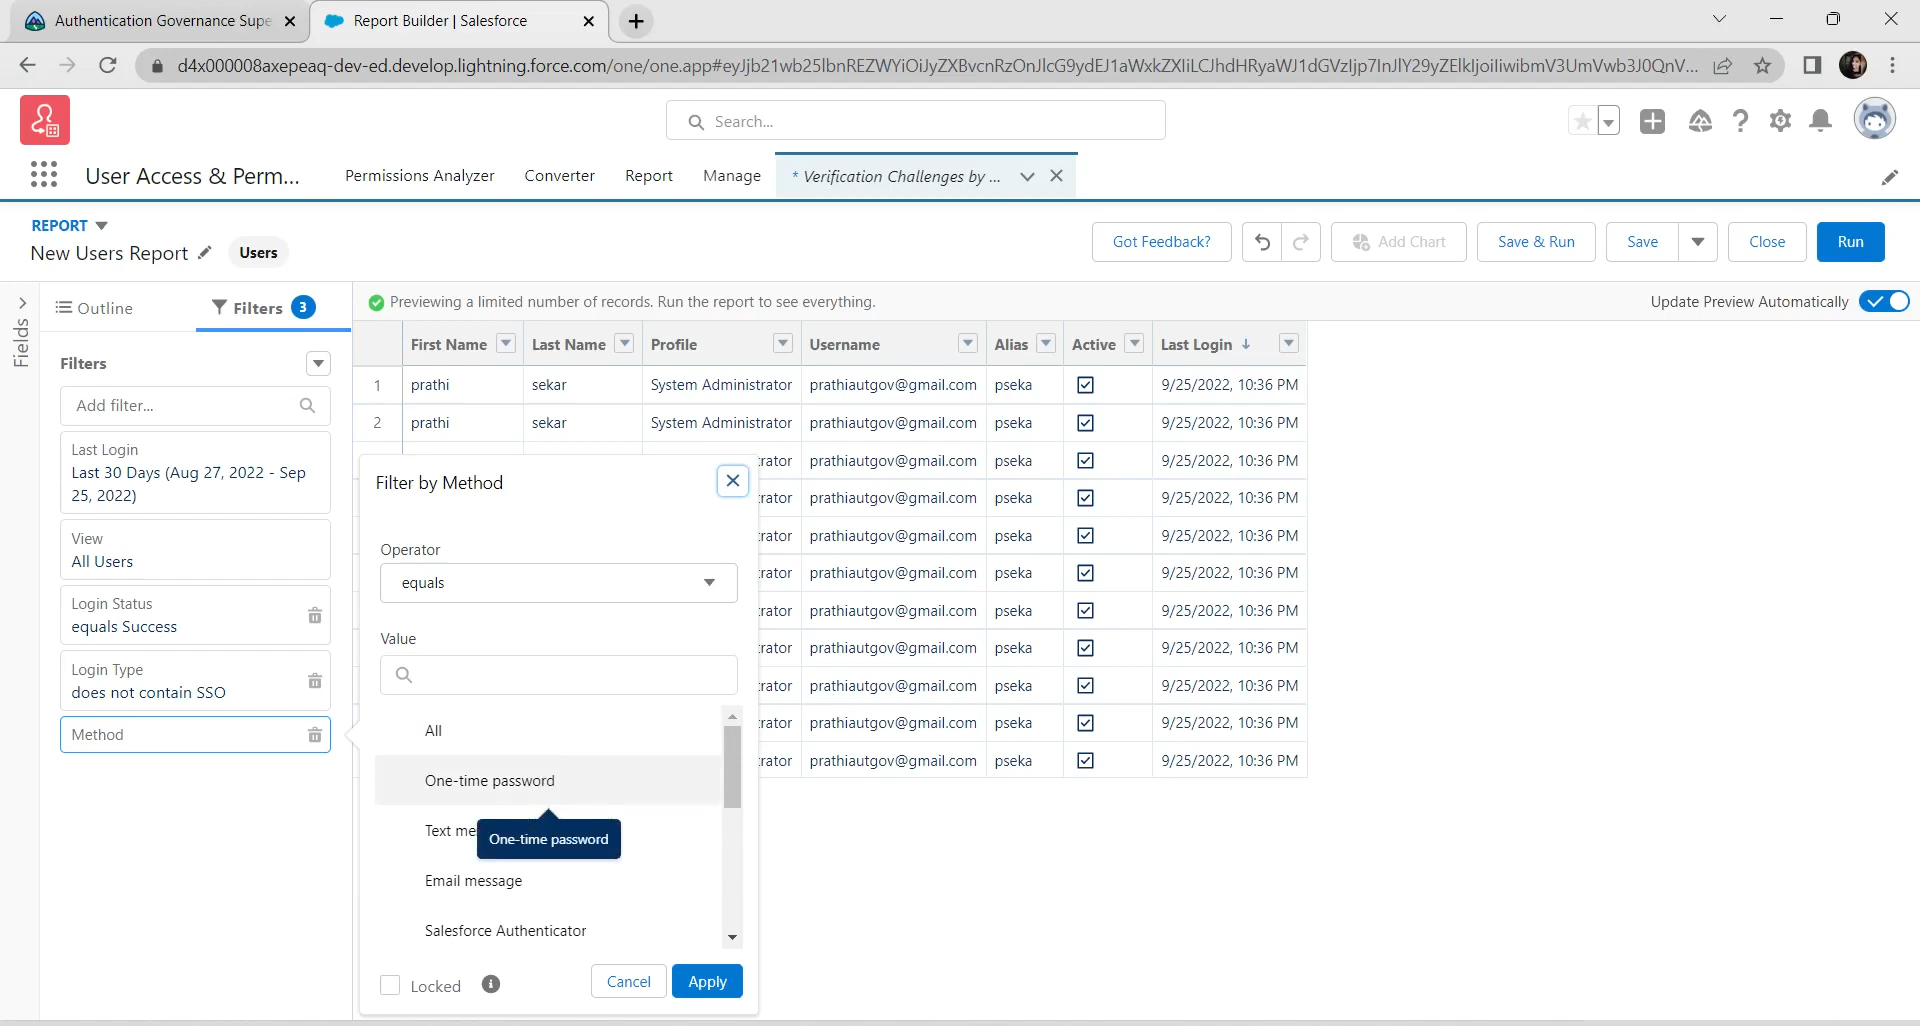 Authentication Governance Supe
Report Builder | Salesforce
d4x000008axepeaq-dev-ed.develop.lightning.force.com/one/one.app#eyJjb21wb25lbnREZWYiOiJyZXBvcnRzOnJlcG9ydEJ1aWxkZXIiLCJhdHRyaWJ1dGVzIjp7InJlY29yZElkIjoiIiwibmV3UmVwb3J0QnV...
Search...
User Access & Perm...
Permissions Analyzer
Converter
Report
Manage
* Verification Challenges by ...
REPORT
New Users Report
Users
Got Feedback?
Add Chart
Save & Run
Save
Close
Run
Fields
Outline
Filters 3
Previewing a limited number of records. Run the report to see everything.
Update Preview Automatically
Filters
Add filter...
Last Login
Last 30 Days (Aug 27, 2022 - Sep
25, 2022)
View
All Users
Login Status
equals Success
Login Type
does not contain SSO
Method
First Name Last Name Profile Username Alias Active Last Login
1 prathi sekar System Administrator prathiautgov@gmail.com pseka 9/25/2022, 10:36 PM
2 prathi sekar System Administrator prathiautgov@gmail.com pseka 9/25/2022, 10:36 PM
rator prathiautgov@gmail.com pseka 9/25/2022, 10:36 PM
rator prathiautgov@gmail.com pseka 9/25/2022, 10:36 PM
rator prathiautgov@gmail.com pseka 9/25/2022, 10:36 PM
rator prathiautgov@gmail.com pseka 9/25/2022, 10:36 PM
rator prathiautgov@gmail.com pseka 9/25/2022, 10:36 PM
rator prathiautgov@gmail.com pseka 9/25/2022, 10:36 PM
rator prathiautgov@gmail.com pseka 9/25/2022, 10:36 PM
rator prathiautgov@gmail.com pseka 9/25/2022, 10:36 PM
rator prathiautgov@gmail.com pseka 9/25/2022, 10:36 PM
Filter by Method
Operator
equals
Value
All
One-time password
Text me
One-time password
Email message
Salesforce Authenticator
Locked
Cancel
Apply